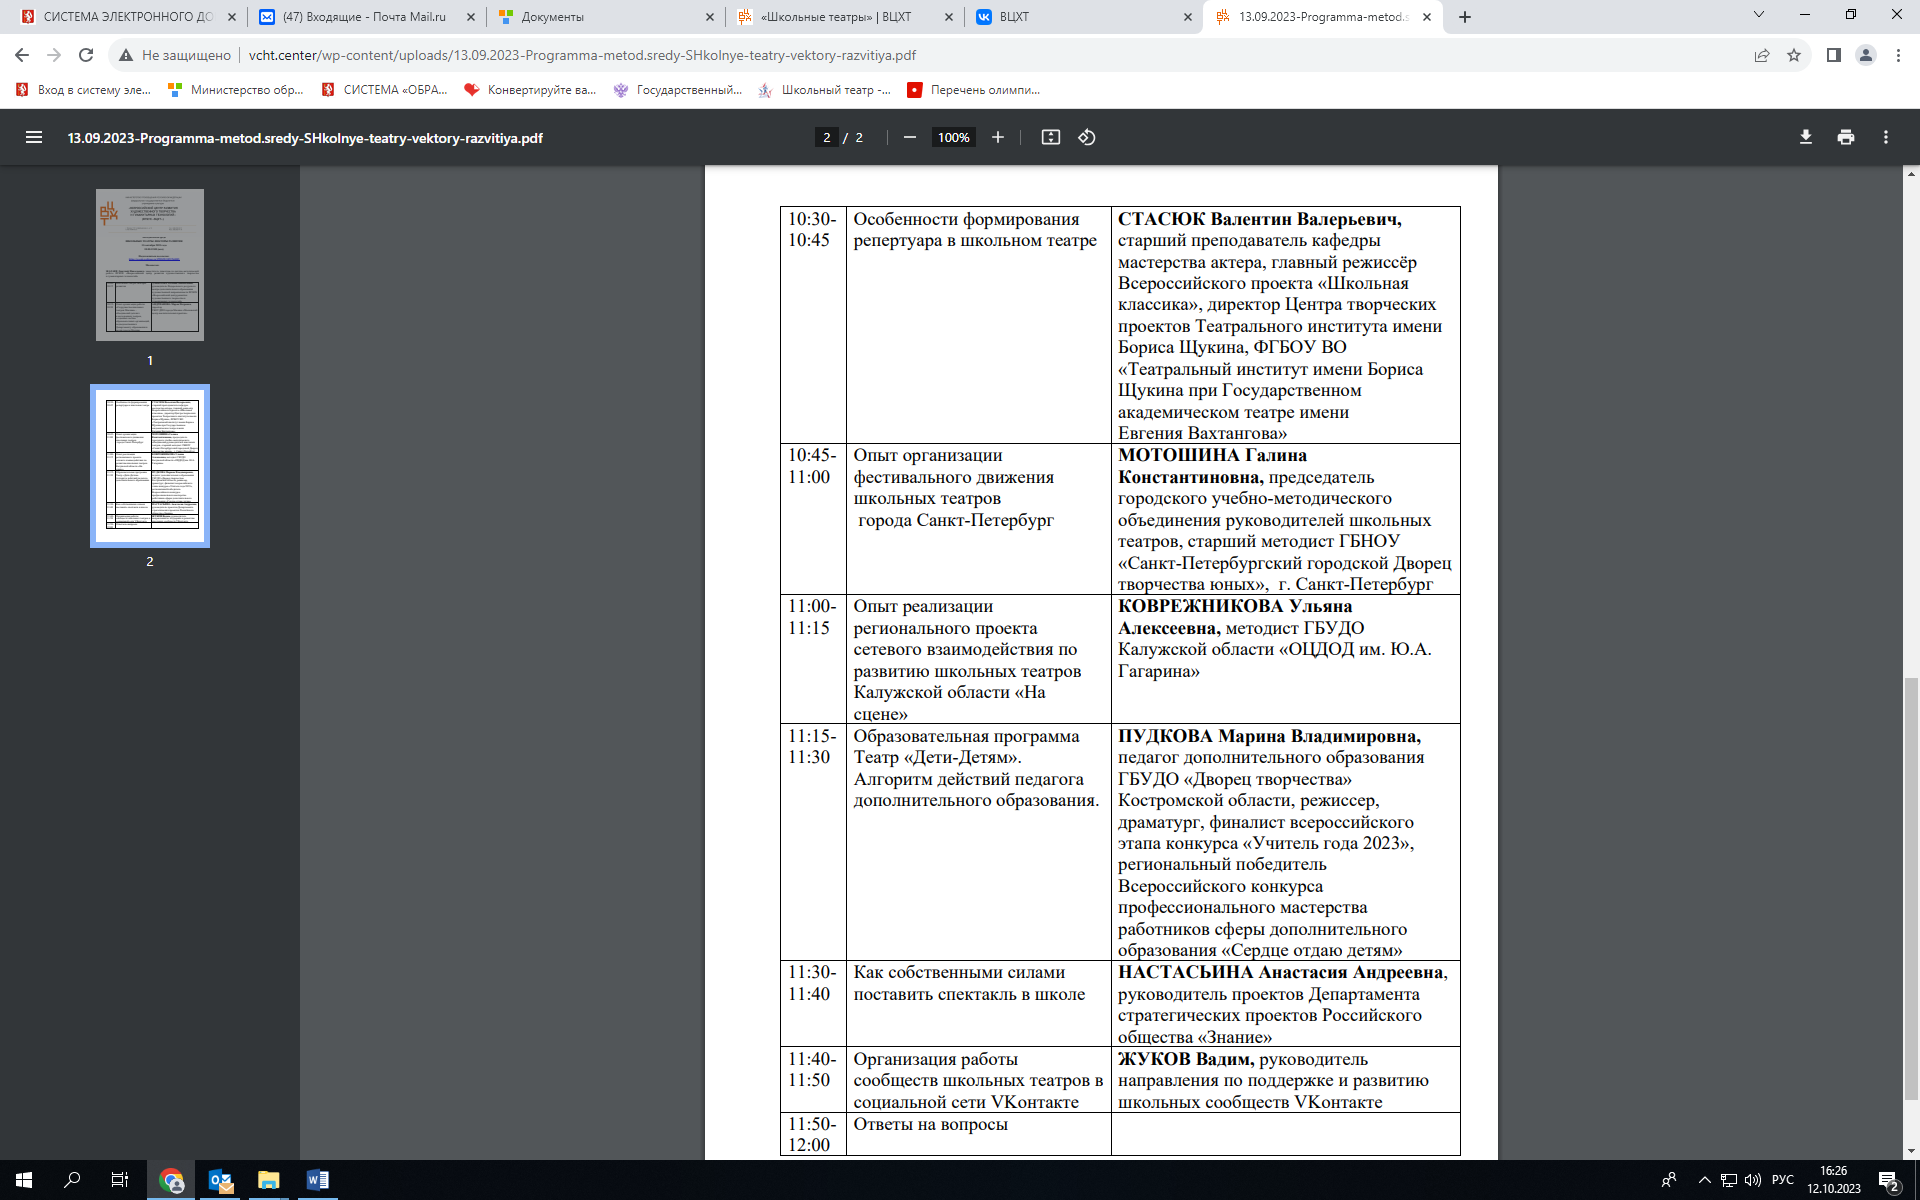 СИСТЕМА ЭЛЕКТРОННОГО ДО
(47) Входящие - Почта Mail.ru
Документы
«Школьные театры» | ВЦХТ
ВЦХТ
13.09.2023-Programma-metod.s
Не защищено
vcht.center/wp-content/uploads/13.09.2023-Programma-metod.sredy-SHkolnye-teatry-vektory-razvitiya.pdf
Вход в систему эле...
Министерство обр...
СИСТЕМА «ОБРА...
Конвертируйте ва...
Государственный...
Школьный театр -...
Перечень олимпи...
13.09.2023-Programma-metod.sredy-SHkolnye-teatry-vektory-razvitiya.pdf
2 / 2
100%
1
2
10:30-
10:45
Особенности формирования
репертуара в школьном театре
СТАСЮК Валентин Валерьевич,
старший преподаватель кафедры
мастерства актера, главный режиссёр
Всероссийского проекта «Школьная
классика», директор Центра творческих
проектов Театрального института имени
Бориса Щукина, ФГБОУ ВО
«Театральный институт имени Бориса
Щукина при Государственном
академическом театре имени
Евгения Вахтангова»
10:45-
11:00
Опыт организации
фестивального движения
школьных театров
города Санкт-Петербург
МОТОШИНА Галина
Константиновна, председатель
городского учебно-методического
объединения руководителей школьных
театров, старший методист ГБНОУ
«Санкт-Петербургский городской Дворец
творчества юных», г. Санкт-Петербург
11:00-
11:15
Опыт реализации
регионального проекта
сетевого взаимодействия по
развитию школьных театров
Калужской области «На
сцене»
КОВРЕЖНИКОВА Ульяна
Алексеевна, методист ГБУДО
Калужской области «ОЦДОД им. Ю.А.
Гагарина»
11:15-
11:30
Образовательная программа
Театр «Дети-Детям».
Алгоритм действий педагога
дополнительного образования.
ПУДКОВА Марина Владимировна,
педагог дополнительного образования
ГБУДО «Дворец творчества»
Костромской области, режиссер,
драматург, финалист всероссийского
этапа конкурса «Учитель года 2023»,
региональный победитель
Всероссийского конкурса
профессионального мастерства
работников сферы дополнительного
образования «Сердце отдаю детям»
11:30-
11:40
Как собственными силами
поставить спектакль в школе
НАСТАСЬИНА Анастасия Андреевна,
руководитель проектов Департамента
стратегических проектов Российского
общества «Знание»
11:40-
11:50
Организация работы
сообществ школьных театров в
социальной сети VKонтакте
ЖУКОВ Вадим, руководитель
направления по поддержке и развитию
школьных сообществ VKонтакте
11:50-
12:00
Ответы на вопросы
РУС
16:26
12.10.2023
2